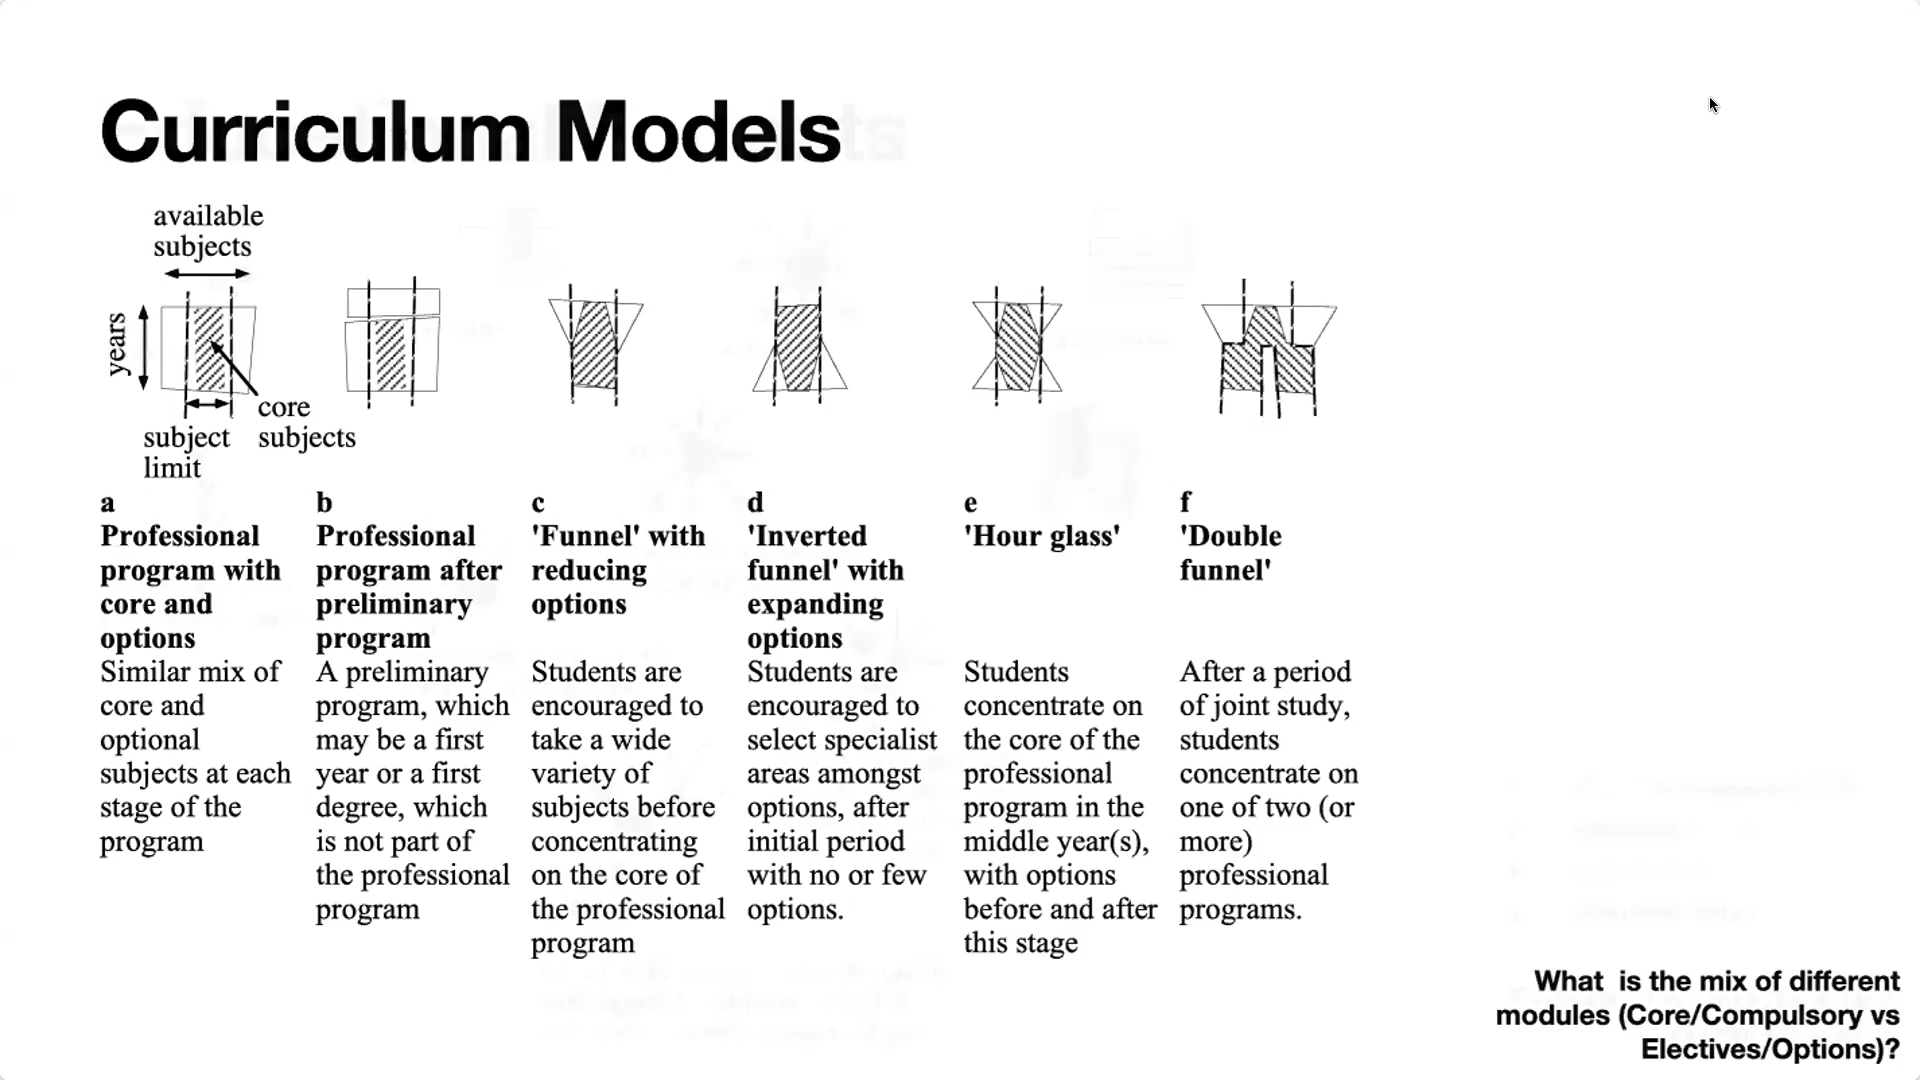 Curriculum Models
available
subjects
years
core
subjects
subject
limit
a
Professional
program with
core and
options
Similar mix of
core and
optional
subjects at each
stage of the
program
b
Professional
program after
preliminary
program
A preliminary
program, which
may be a first
year or a first
degree, which
is not part of
the professional
program
c
'Funnel' with
reducing
options
Students are
encouraged to
take a wide
variety of
subjects before
concentrating
on the core of
the professional
program
d
'Inverted
funnel' with
expanding
options
Students are
encouraged to
select specialist
areas amongst
options, after
initial period
with no or few
options.
e
'Hour glass'
Students
concentrate on
the core of the
professional
program in the
middle year(s),
with options
before and after
this stage
f
'Double
funnel'
After a period
of joint study,
students
concentrate on
one of two (or
more)
professional
programs.
What is the mix of different
modules (Core/Compulsory vs
Electives/Options)?